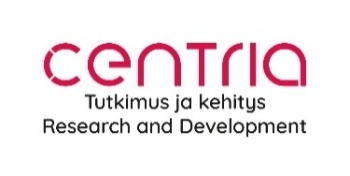 centria
Tutkimus ja kehitys
Research and Development